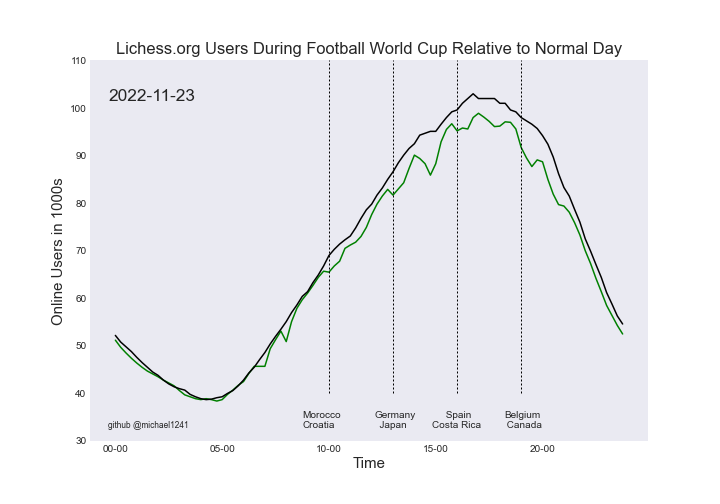 Lichess.org Users During Football World Cup Relative to Normal Day
110
100
90
80
70
60
50
40
30
Online Users in 1000s
2022-11-23
Morocco
Croatia
Germany
Japan
Spain
Costa Rica
Belgium
Canada
github @michael1241
00-00
05-00
10-00
15-00
20-00
Time